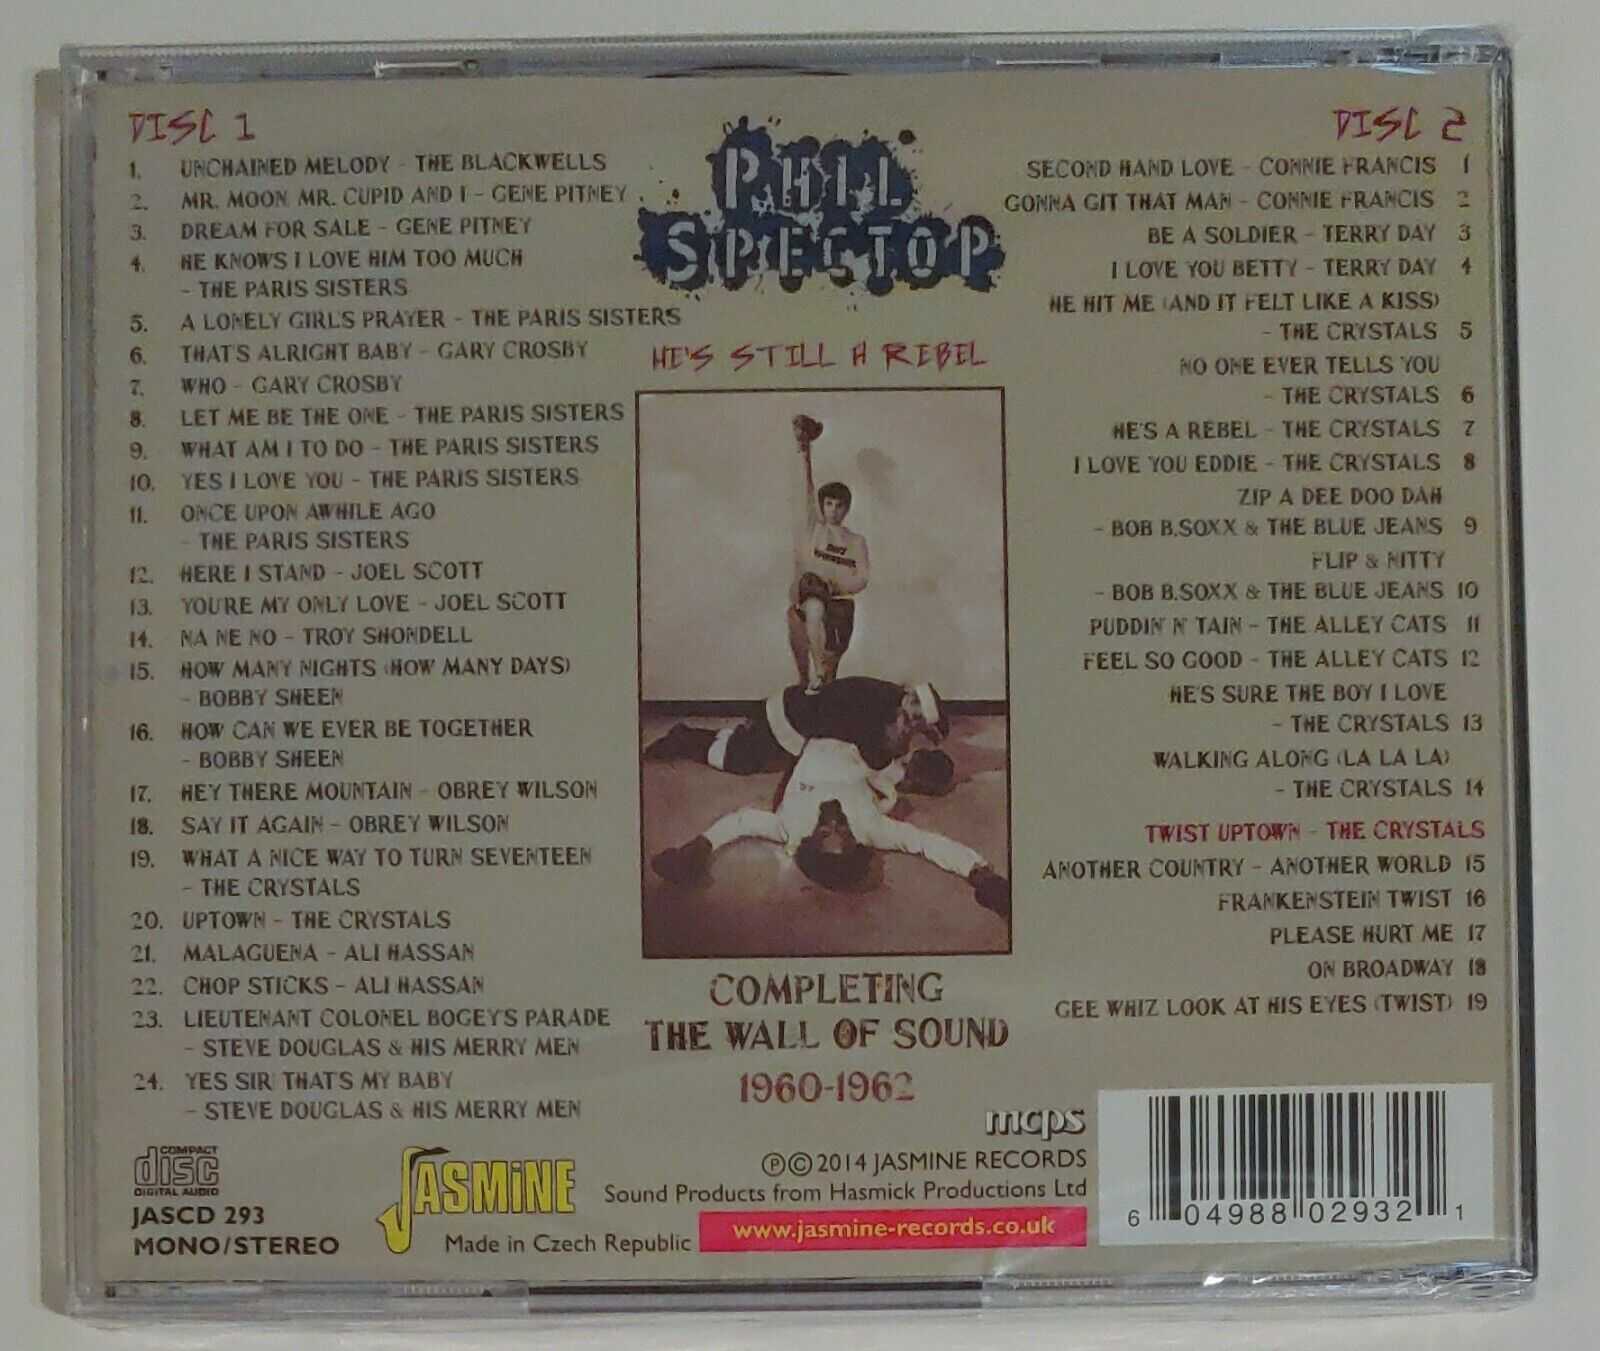 DISC 1
1. UNCHAINED MELODY - THE BLACKWELLS
2. MR. MOON MR. CUPID AND I - GENE PITNEY
3. DREAM FOR SALE - GENE PITNEY
4. HE KNOWS I LOVE HIM TOO MUCH
- THE PARIS SISTERS
5. A LONELY GIRL'S PRAYER - THE PARIS SISTERS
6. THAT'S ALRIGHT BABY - GARY CROSBY
7. WHO - GARY CROSBY
8. LET ME BE THE ONE - THE PARIS SISTERS
9. WHAT AM I TO DO - THE PARIS SISTERS
10. YES I LOVE YOU - THE PARIS SISTERS
11. ONCE UPON AWHILE AGO
- THE PARIS SISTERS
12. HERE I STAND - JOEL SCOTT
13. YOU'RE MY ONLY LOVE - JOEL SCOTT
14. NA NE NO - TROY SHONDELL
15. HOW MANY NIGHTS (HOW MANY DAYS)
- BOBBY SHEEN
16. HOW CAN WE EVER BE TOGETHER
- BOBBY SHEEN
17. HEY THERE MOUNTAIN - OBREY WILSON
18. SAY IT AGAIN - OBREY WILSON
19. WHAT A NICE WAY TO TURN SEVENTEEN
- THE CRYSTALS
20. UPTOWN - THE CRYSTALS
21. MALAGUENA - ALI HASSAN
22. CHOP STICKS - ALI HASSAN
23. LIEUTENANT COLONEL BOGEY'S PARADE
- STEVE DOUGLAS & HIS MERRY MEN
24. YES SIR! THAT'S MY BABY
- STEVE DOUGLAS & HIS MERRY MEN
PHIL
SPECTOR
HE'S STILL A REBEL
COMPLETING
THE WALL OF SOUND
1960-1962
DISC 2
SECOND HAND LOVE - CONNIE FRANCIS 1
GONNA GIT THAT MAN - CONNIE FRANCIS 2
BE A SOLDIER - TERRY DAY 3
I LOVE YOU BETTY - TERRY DAY 4
HE HIT ME (AND IT FELT LIKE A KISS)
- THE CRYSTALS 5
NO ONE EVER TELLS YOU
- THE CRYSTALS 6
HE'S A REBEL - THE CRYSTALS 7
I LOVE YOU EDDIE - THE CRYSTALS 8
ZIP A DEE DOO DAH
- BOB B.SOXX & THE BLUE JEANS 9
FLIP & NITTY
- BOB B.SOXX & THE BLUE JEANS 10
PUDDIN' N' TAIN - THE ALLEY CATS 11
FEEL SO GOOD - THE ALLEY CATS 12
HE'S SURE THE BOY I LOVE
- THE CRYSTALS 13
WALKING ALONG (LA LA LA)
- THE CRYSTALS 14
TWIST UPTOWN - THE CRYSTALS
ANOTHER COUNTRY - ANOTHER WORLD 15
FRANKENSTEIN TWIST 16
PLEASE HURT ME 17
ON BROADWAY 18
GEE WHIZ LOOK AT HIS EYES (TWIST) 19
COMPACT
disc
DIGITAL AUDIO
JASCD 293
MONO/STEREO
JASMINE
Made in Czech Republic
mcps
℗©2014 JASMINE RECORDS
Sound Products from Hasmick Productions Ltd
www.jasmine-records.co.uk
6 04988 02932 1